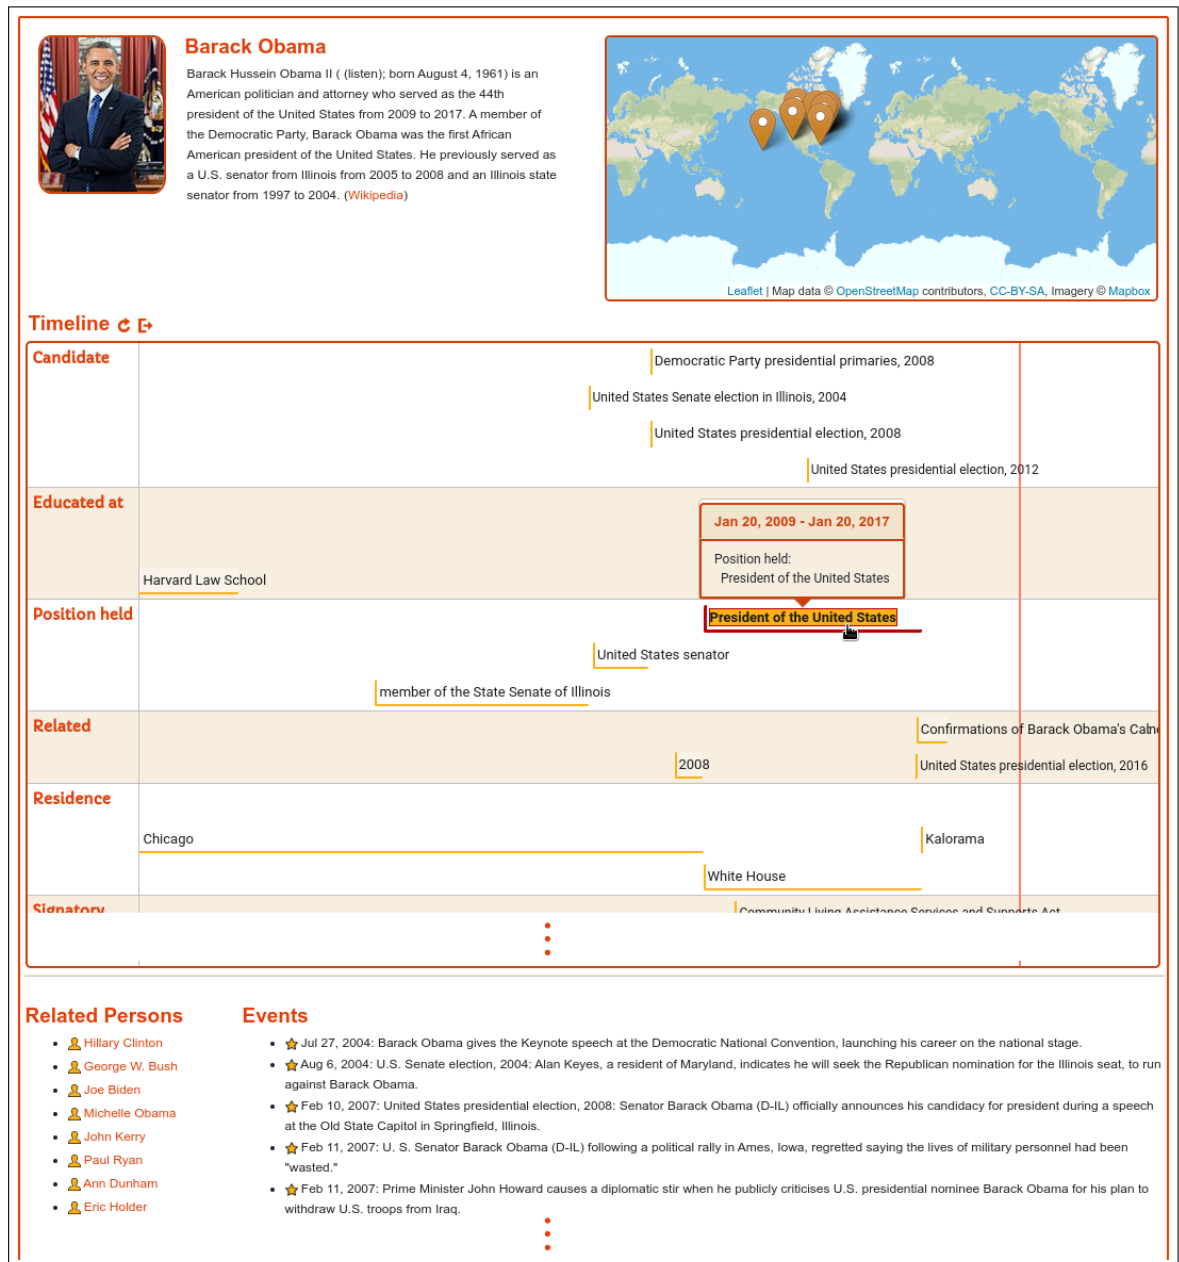 Barack Obama
Barack Hussein Obama II ( (listen); born August 4, 1961) is an
American politician and attorney who served as the 44th
president of the United States from 2009 to 2017. A member of
the Democratic Party, Barack Obama was the first African
American president of the United States. He previously served as
a U.S. senator from Illinois from 2005 to 2008 and an Illinois state
senator from 1997 to 2004. (Wikipedia)
Leaflet | Map data © OpenStreetMap contributors, CC-BY-SA, Imagery © Mapbox
Timeline
Candidate
Democratic Party presidential primaries, 2008
United States Senate election in Illinois, 2004
United States presidential election, 2008
United States presidential election, 2012
Educated at
Jan 20, 2009 - Jan 20, 2017
Position held:
President of the United States
Harvard Law School
Position held
President of the United States
United States senator
member of the State Senate of Illinois
Related
Confirmations of Barack Obama's
2008
United States presidential election, 2016
Residence
Chicago
Kalorama
White House
Signatory
Community Living Assistance Services and Supports Act
Related Persons
Hillary Clinton
George W. Bush
Joe Biden
Michelle Obama
John Kerry
Paul Ryan
Ann Dunham
Eric Holder
Events
Jul 27, 2004: Barack Obama gives the Keynote speech at the Democratic National Convention, launching his career on the national stage.
Aug 6, 2004: U.S. Senate election, 2004: Alan Keyes, a resident of Maryland, indicates he will seek the Republican nomination for the Illinois seat, to run
against Barack Obama.
Feb 10, 2007: United States presidential election, 2008: Senator Barack Obama (D-IL) officially announces his candidacy for president during a speech
at the Old State Capitol in Springfield, Illinois.
Feb 11, 2007: U. S. Senator Barack Obama (D-IL) following a political rally in Ames, Iowa, regretted saying the lives of military personnel had been
"wasted."
Feb 11, 2007: Prime Minister John Howard causes a diplomatic stir when he publicly criticises U.S. presidential nominee Barack Obama for his plan to
withdraw U.S. troops from Iraq.